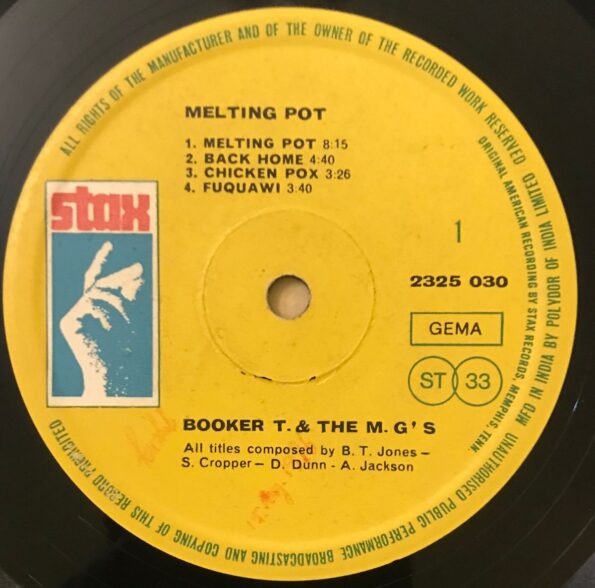 ALL RIGHTS OF THE MANUFACTURER AND OF THE OWNER OF THE RECORDED WORK RESERVED
UNAUTHORISED PUBLIC PERFORMANCE BROADCASTING AND COPYING OF THIS RECORD PROHIBITED
ORIGINAL AMERICAN RECORDING BY STAX RECORDS, MEMPHIS, TENN.
MFD IN INDIA BY POLYDOR OF INDIA LIMITED
MELTING POT
1. MELTING POT 8:15
2. BACK HOME 4:40
3. CHICKEN POX 3:26
4. FUQUAWI 3:40
stax
1
2325 030
GEMA
ST 33
BOOKER T. & THE M. G' S
All titles composed by B. T. Jones –
S. Cropper – D. Dunn - A. Jackson